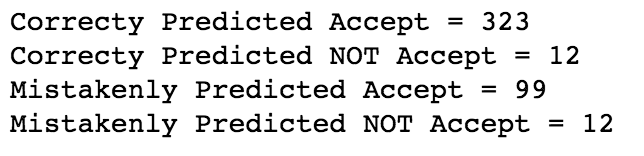 Correcty Predicted Accept = 323
Correcty Predicted NOT Accept = 12
Mistakenly Predicted Accept = 99
Mistakenly Predicted NOT Accept = 12